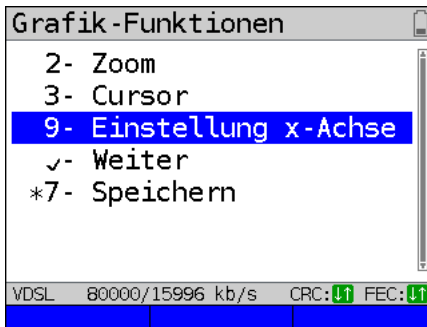 Grafik-Funktionen
2- Zoom
3- Cursor
9- Einstellung x-Achse
✓- Weiter
*7- Speichern
VDSL 80000/15996 kb/s CRC:↓↑ FEC:↓↑